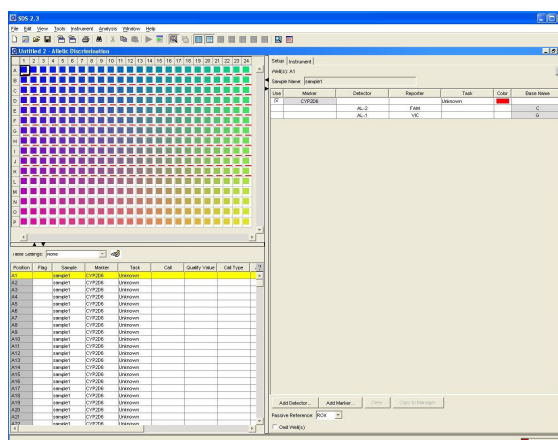 SDS 2.3
File Edit View Tools Instrument Analysis Window Help
Untitled 2 - Allelic Discrimination
1 2 3 4 5 6 7 8 9 10 11 12 13 14 15 16 17 18 19 20 21 22 23 24
A
B
C
D
E
F
G
H
I
J
K
L
M
N
O
P
Setup Instrument
Well(s): A1
Sample Name: sample1
Use Marker Detector Reporter Task Color Base Name
CYP2D6 Unknown
AL-2 FAM C
AL-1 VIC G
Table Settings: None
Position Flag Sample Marker Task Call Quality Value Call Type
A1 sample1 CYP2D6 Unknown
A2 sample1 CYP2D6 Unknown
A3 sample1 CYP2D6 Unknown
A4 sample1 CYP2D6 Unknown
A5 sample1 CYP2D6 Unknown
A6 sample1 CYP2D6 Unknown
A7 sample1 CYP2D6 Unknown
A8 sample1 CYP2D6 Unknown
A9 sample1 CYP2D6 Unknown
A10 sample1 CYP2D6 Unknown
A11 sample1 CYP2D6 Unknown
A12 sample1 CYP2D6 Unknown
A13 sample1 CYP2D6 Unknown
A14 sample1 CYP2D6 Unknown
A15 sample1 CYP2D6 Unknown
A16 sample1 CYP2D6 Unknown
A17 sample1 CYP2D6 Unknown
A18 sample1 CYP2D6 Unknown
A19 sample1 CYP2D6 Unknown
A20 sample1 CYP2D6 Unknown
A21 sample1 CYP2D6 Unknown
A22 sample1 CYP2D6 Unknown
Add Detector... Add Marker... Clear Copy to Manager...
Passive Reference: ROX
Omit Well(s)